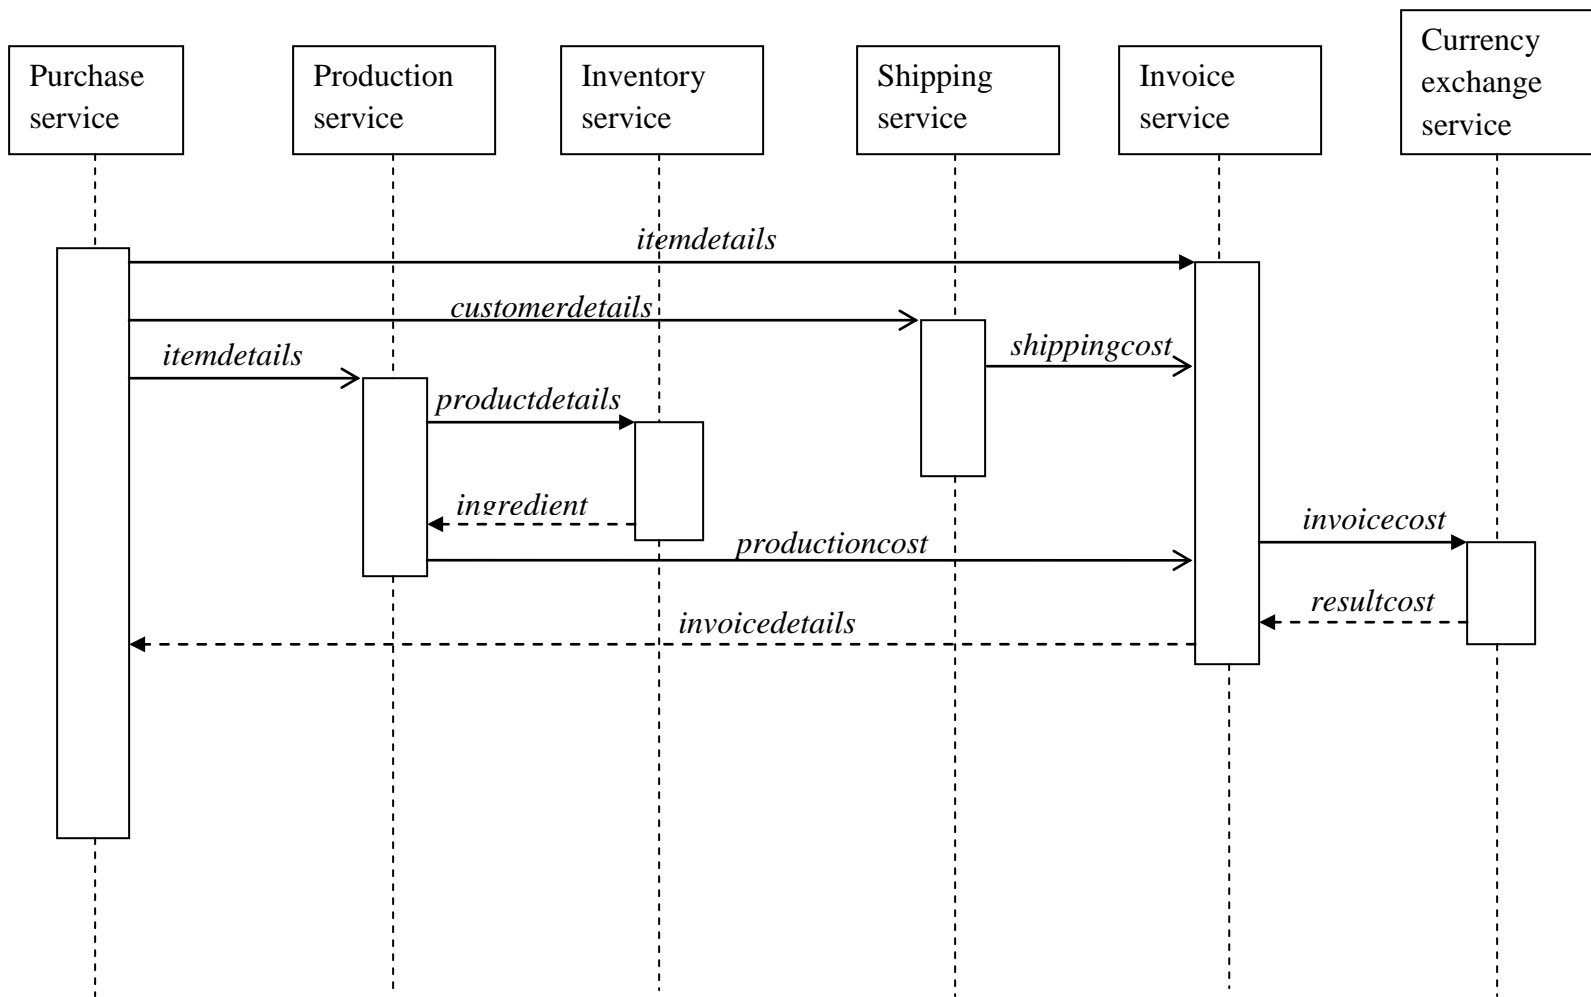 Purchase
service
Production
service
Inventory
service
Shipping
service
Invoice
service
Currency
exchange
service
itemdetails
customerdetails
itemdetails
shippingcost
productdetails
ingredient
invoicecost
productioncost
resultcost
invoicedetails